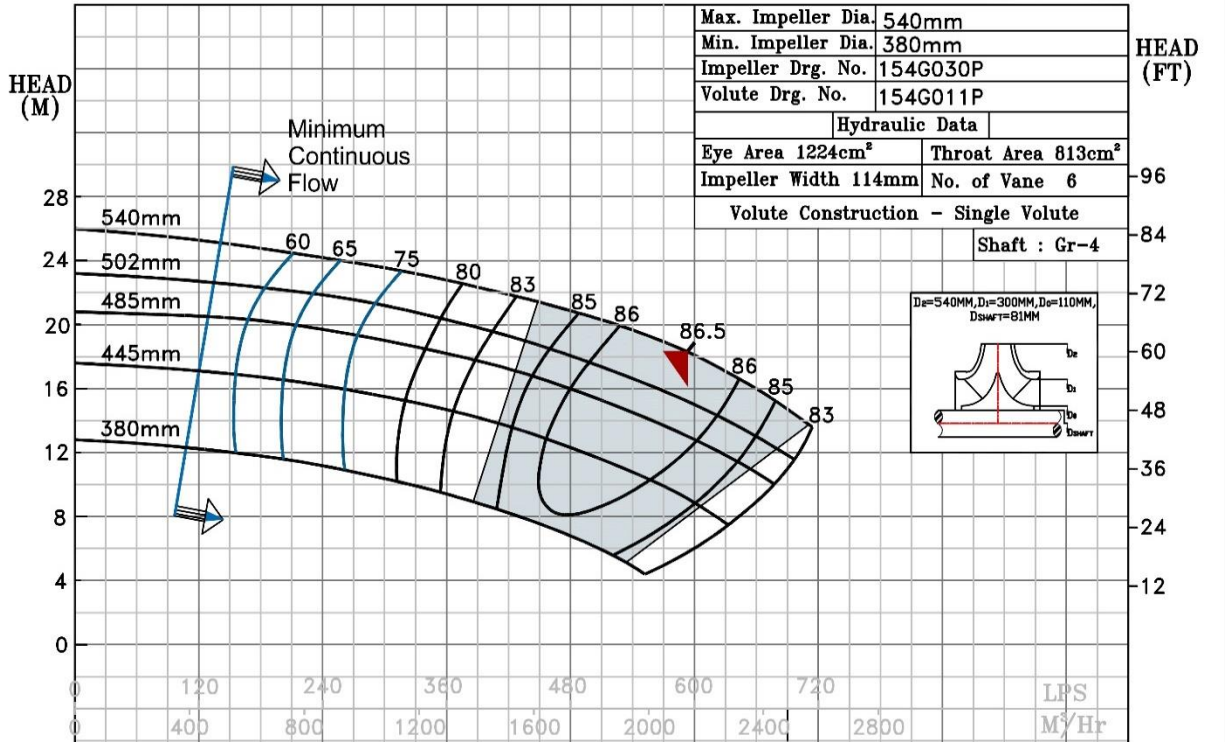 Max. Impeller Dia. 540mm
Min. Impeller Dia. 380mm
Impeller Drg. No. 154G030P
Volute Drg. No. 154G011P
Hydraulic Data
Eye Area 1224cm² Throat Area 813cm²
Impeller Width 114mm No. of Vane 6
Volute Construction - Single Volute
Shaft : Gr-4
HEAD
(M)
HEAD
(FT)
Minimum
Continuous
Flow
28
24
20
16
12
8
4
0
96
84
72
60
48
36
24
12
540mm
502mm
485mm
445mm
380mm
60
65
75
80
83
85
86
86.5
86
85
83
D2=540MM,D1=300MM,D0=110MM,
DSHAFT=81MM
D2
D1
D0
DSHAFT
0 120 240 360 480 600 720 LPS
0 400 800 1200 1600 2000 2400 2800 M³/Hr